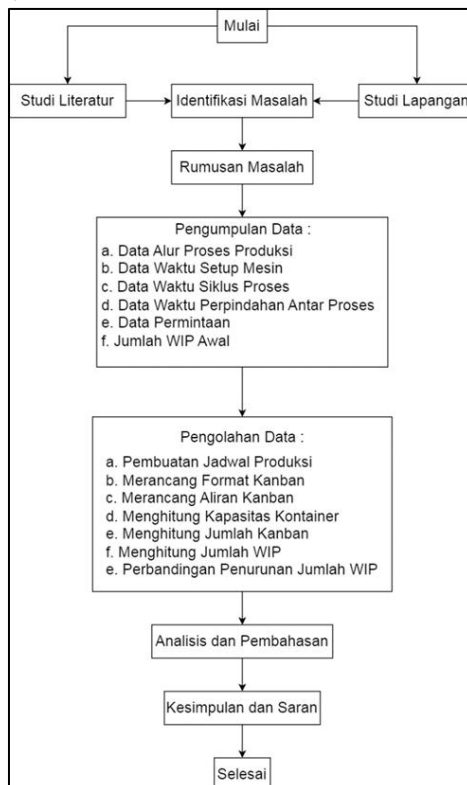 Mulai
Studi Literatur
Identifikasi Masalah
Studi Lapangan
Rumusan Masalah
Pengumpulan Data :
a. Data Alur Proses Produksi
b. Data Waktu Setup Mesin
c. Data Waktu Siklus Proses
d. Data Waktu Perpindahan Antar Proses
e. Data Permintaan
f. Jumlah WIP Awal
Pengolahan Data :
a. Pembuatan Jadwal Produksi
b. Merancang Format Kanban
c. Merancang Aliran Kanban
d. Menghitung Kapasitas Kontainer
e. Menghitung Jumlah Kanban
f. Menghitung Jumlah WIP
e. Perbandingan Penurunan Jumlah WIP
Analisis dan Pembahasan
Kesimpulan dan Saran
Selesai